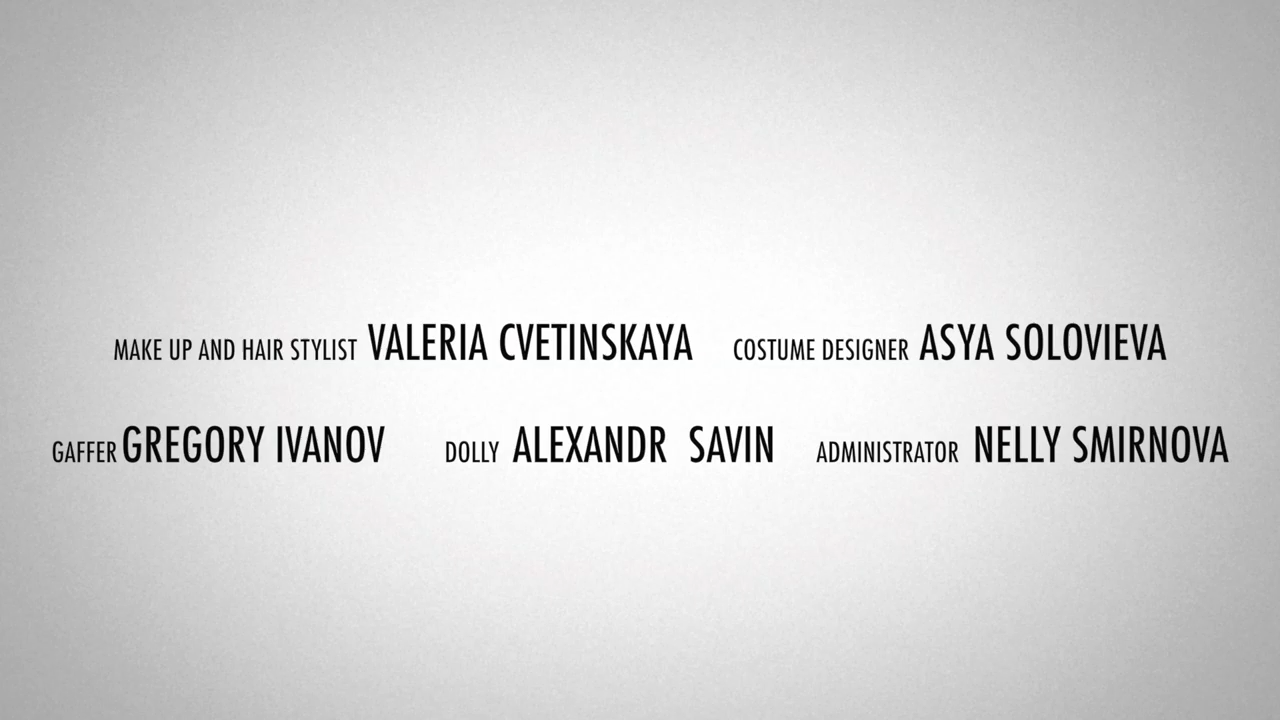 MAKE UP AND HAIR STYLIST VALERIA CVETINSKAYA COSTUME DESIGNER ASYA SOLOVIEVA
GAFFER GREGORY IVANOV DOLLY ALEXANDR SAVIN ADMINISTRATOR NELLY SMIRNOVA